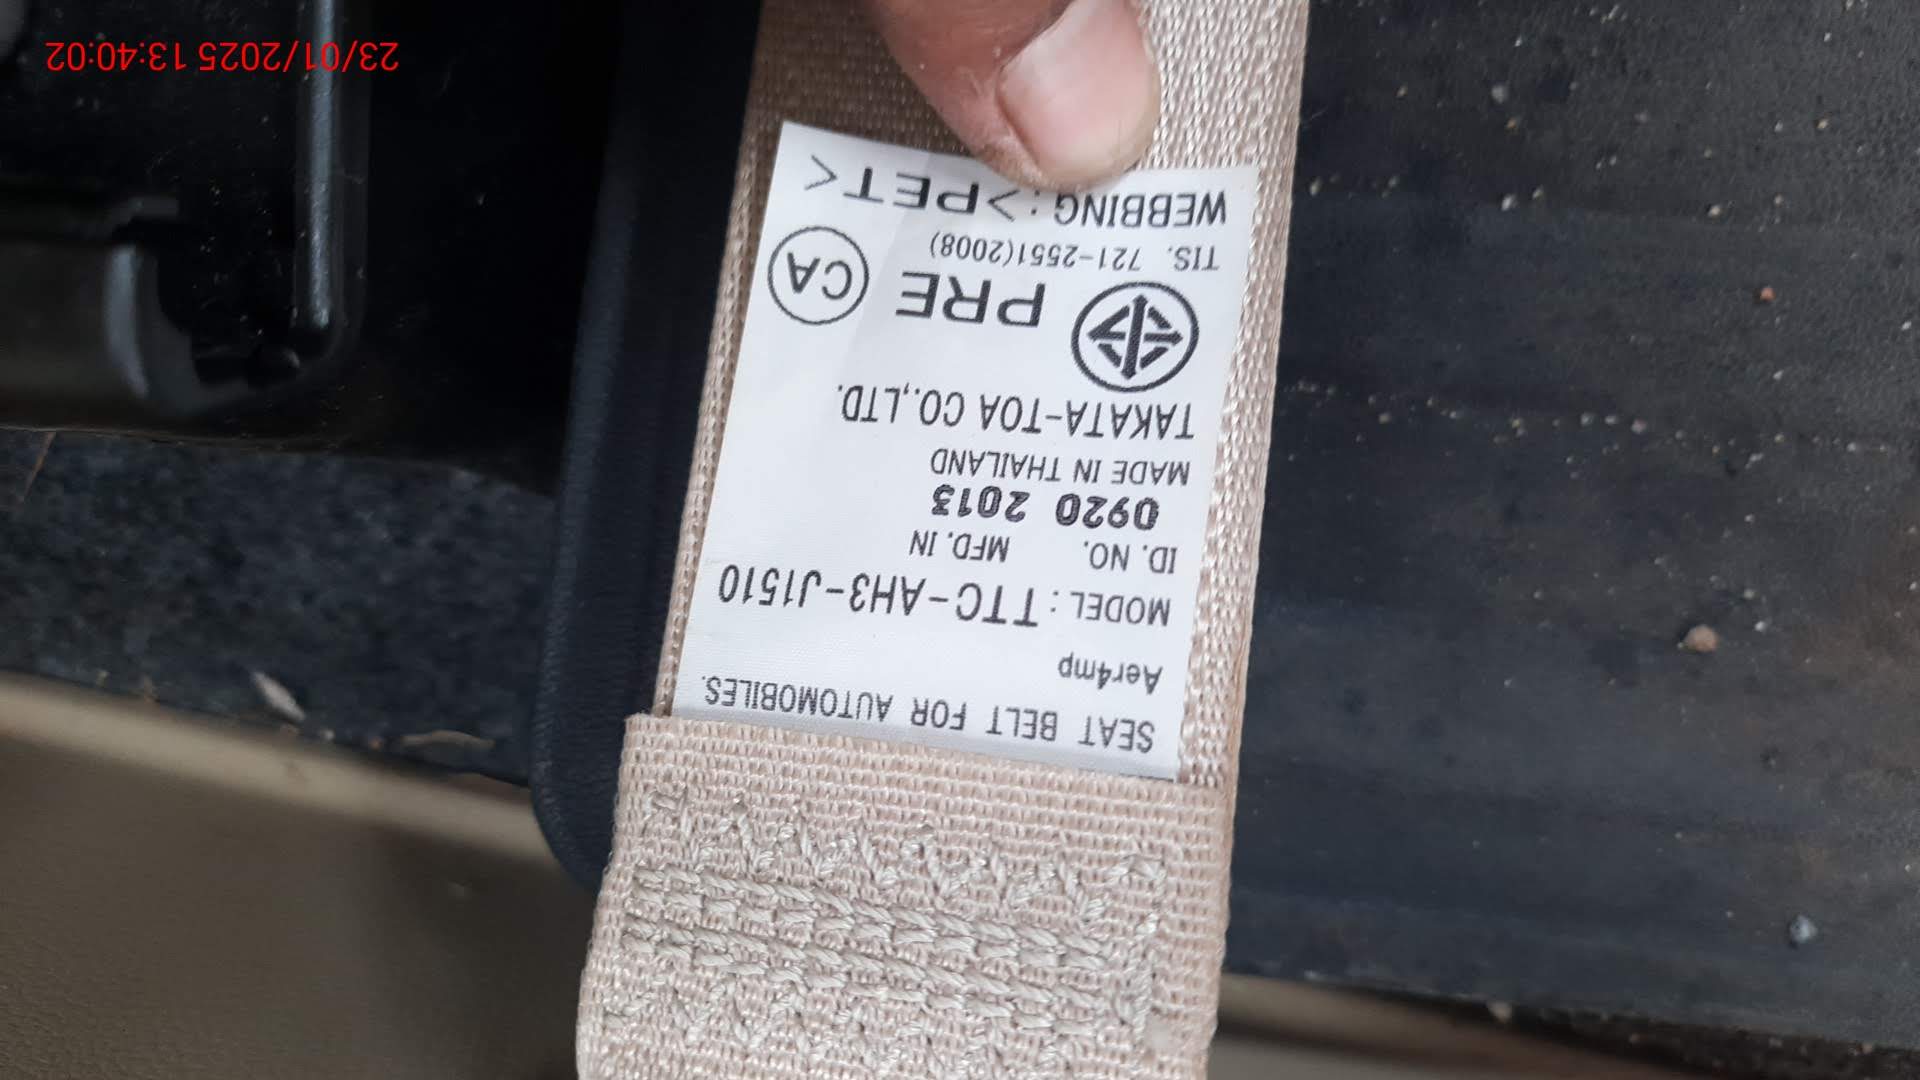 SEAT BELT FOR AUTOMOBILES.
Aer4mp
MODEL : TTC-AH3-J1510
ID. NO. MFD. IN
0920 2013
MADE IN THAILAND
TAKATA-TOA CO.,LTD.
PRE CA
TIS. 721-2551(2008)
WEBBING : >PET<
23/01/2025 13:40:02